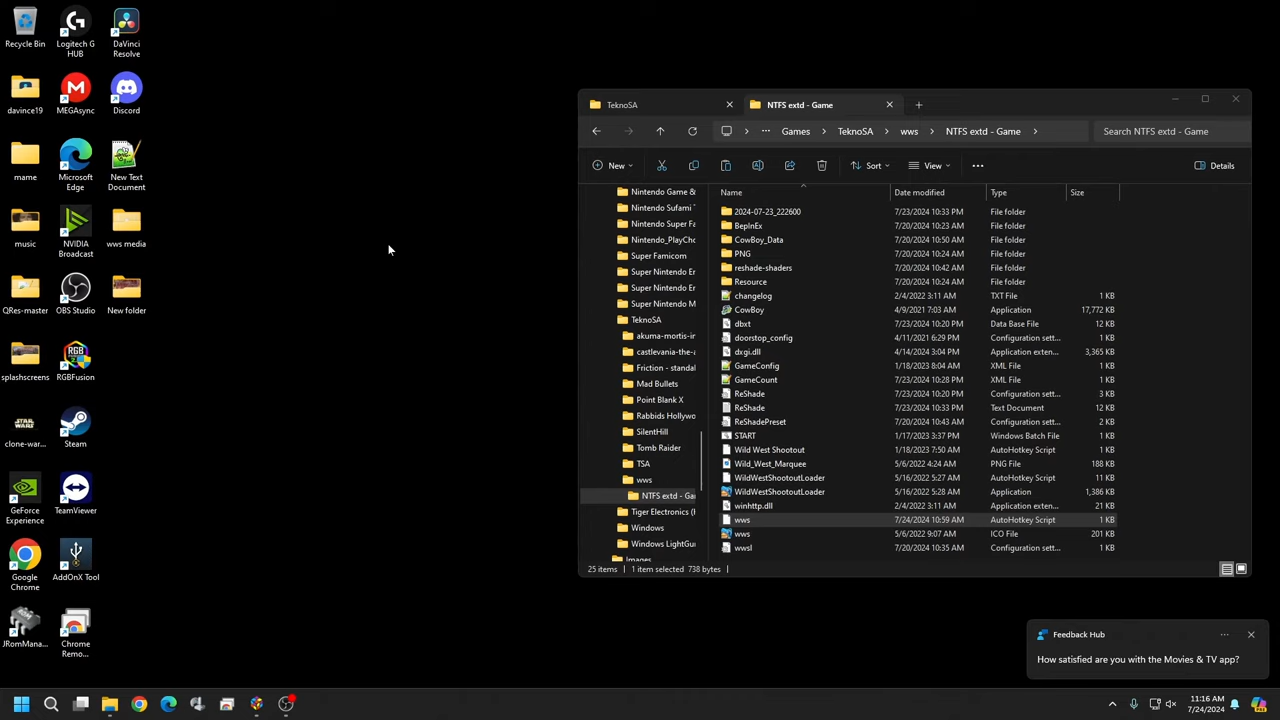 Recycle Bin
Logitech G
HUB
DaVinci
Resolve
davince19
MEGAsync
Discord
mame
Microsoft
Edge
New Text
Document
music
NVIDIA
Broadcast
wws media
QRes-master
OBS Studio
New folder
splashscreens
RGBFusion
clone-war...
Steam
GeForce
Experience
TeamViewer
Google
Chrome
AddOnX Tool
JRomMana...
Chrome
Remo...
TeknoSA
NTFS extd - Game
... Games TeknoSA wws NTFS extd - Game
Search NTFS extd - Game
New
Sort
View
Details
Nintendo Game &
Nintendo Sufami
Nintendo Super Fa
Nintendo_PlayCho
Super Famicom
Super Nintendo Er
Super Nintendo Er
Super Nintendo M
TeknoSA
akuma-mortis-ir
castlevania-the-a
Friction - standal
Mad Bullets
Point Blank X
Rabbids Hollywo
SilentHill
Tomb Raider
TSA
wws
NTFS extd - Gar
Tiger Electronics (H
Windows
Windows LightGu
Images
Name Date modified Type Size
2024-07-23_222600 7/23/2024 10:33 PM File folder
BepInEx 7/20/2024 10:23 AM File folder
CowBoy_Data 7/20/2024 10:50 AM File folder
PNG 7/20/2024 10:24 AM File folder
reshade-shaders 7/20/2024 10:42 AM File folder
Resource 7/20/2024 10:24 AM File folder
changelog 2/4/2022 3:11 AM TXT File 1 KB
CowBoy 4/9/2021 7:03 AM Application 17,772 KB
dbxt 7/23/2024 10:20 PM Data Base File 12 KB
doorstop_config 4/11/2021 6:29 PM Configuration sett... 1 KB
dxgi.dll 4/14/2024 3:04 PM Application exten... 3,365 KB
GameConfig 1/18/2023 8:04 AM XML File 1 KB
GameCount 7/23/2024 10:28 PM XML File 1 KB
ReShade 7/23/2024 10:20 PM Configuration sett... 3 KB
ReShade 7/23/2024 10:33 PM Text Document 12 KB
ReShadePreset 7/20/2024 10:43 AM Configuration sett... 2 KB
START 1/17/2023 3:37 PM Windows Batch File 1 KB
Wild West Shootout 1/18/2023 7:50 AM AutoHotkey Script 1 KB
Wild_West_Marquee 5/6/2022 4:24 AM PNG File 188 KB
WildWestShootoutLoader 5/6/2022 5:27 AM AutoHotkey Script 11 KB
WildWestShootoutLoader 5/6/2022 5:28 AM Application 1,386 KB
winhttp.dll 2/4/2022 3:11 AM Application exten... 21 KB
wws 7/24/2024 10:59 AM AutoHotkey Script 1 KB
wws 5/6/2022 9:07 AM ICO File 201 KB
wwsl 7/20/2024 10:35 AM Configuration sett... 1 KB
25 items 1 item selected 738 bytes
Feedback Hub
How satisfied are you with the Movies & TV app?
11:16 AM
7/24/2024